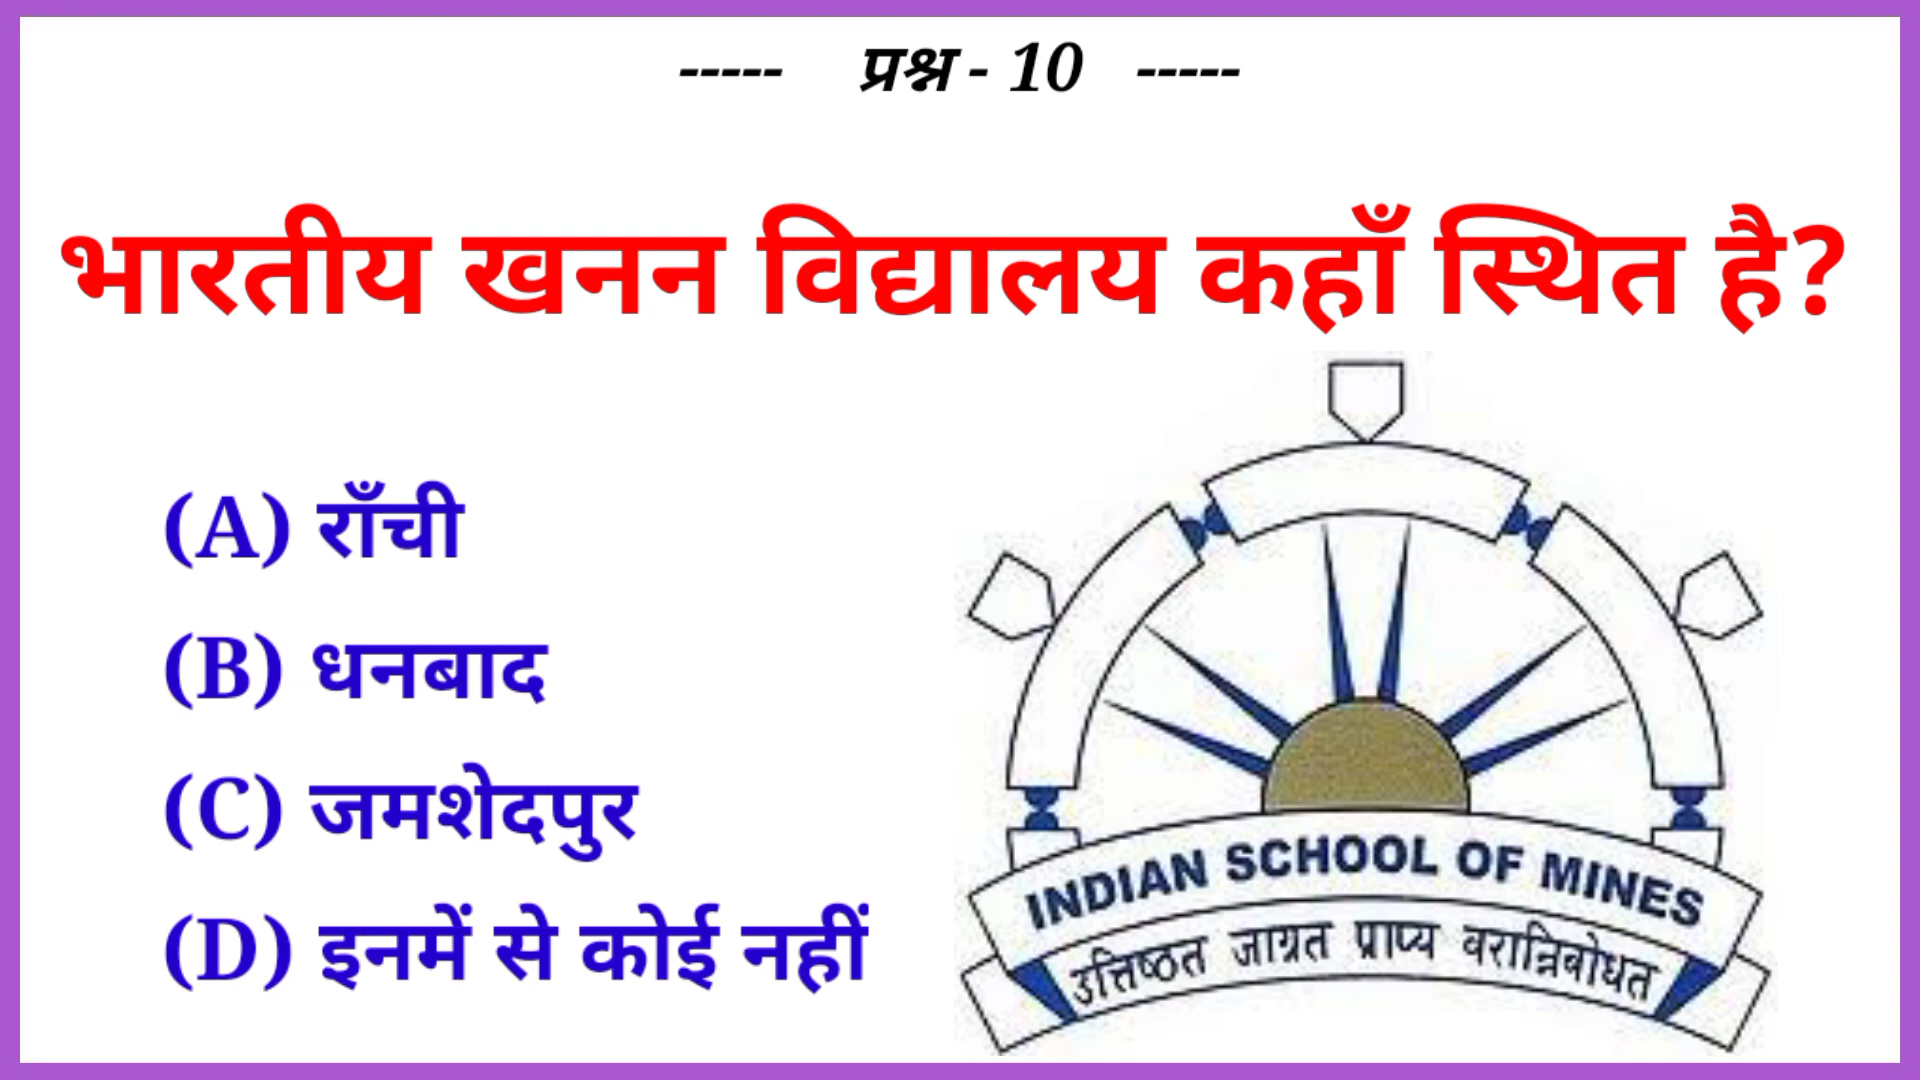 ----- प्रश्न - 10 -----
भारतीय खनन विद्यालय कहाँ स्थित है?
(A) राँची
(B) धनबाद
(C) जमशेदपुर
(D) इनमें से कोई नहीं
INDIAN SCHOOL OF MINES
उत्तिष्ठत जाग्रत प्राप्य वरान्निबोधत